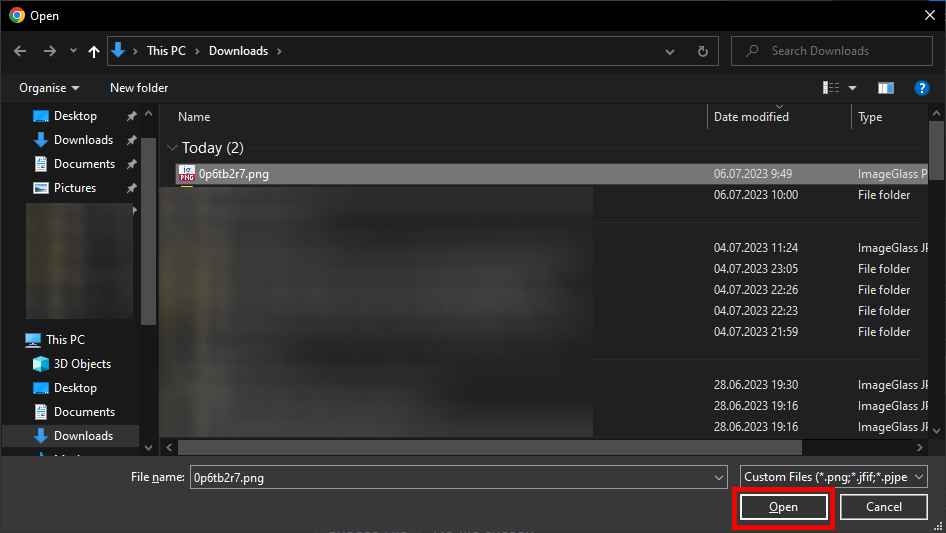 Open
This PC
Downloads
Search Downloads
Organise
New folder
?
Name
Date modified
Type
Desktop
Downloads
Documents
Pictures
This PC
3D Objects
Desktop
Documents
Downloads
Today (2)
0p6tb2r7.png 06.07.2023 9:49 ImageGlass P
06.07.2023 10:00 File folder
04.07.2023 11:24 ImageGlass JP
04.07.2023 23:05 File folder
04.07.2023 22:26 File folder
04.07.2023 22:23 File folder
04.07.2023 21:59 File folder
28.06.2023 19:30 ImageGlass JP
28.06.2023 19:16 ImageGlass JP
28.06.2023 19:16 ImageGlass JP
File name: 0p6tb2r7.png
Custom Files (*.png;*.jfif;*.pjpe
Open
Cancel